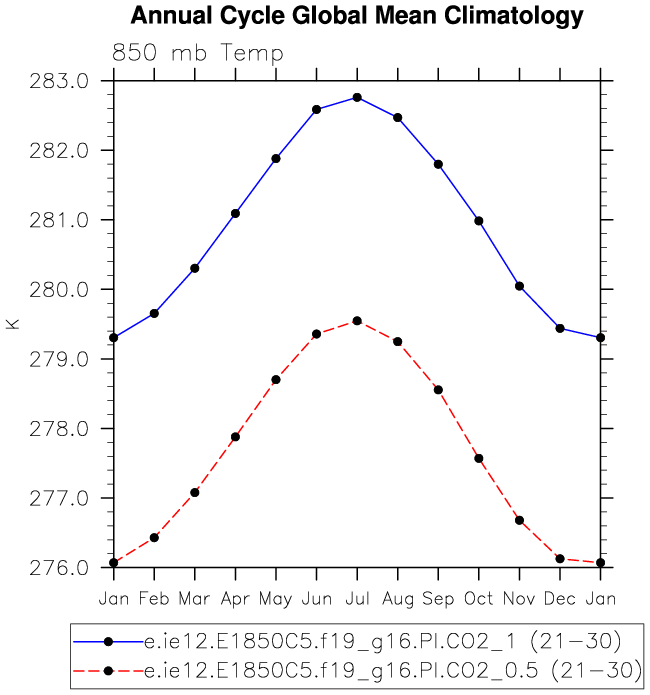 Annual Cycle Global Mean Climatology
850 mb Temp
283.0
282.0
281.0
280.0
279.0
278.0
277.0
276.0
K
Jan Feb Mar Apr May Jun Jul Aug Sep Oct Nov Dec Jan
e.ie12.E1850C5.f19_g16.PI.CO2_1 (21-30)
e.ie12.E1850C5.f19_g16.PI.CO2_0.5 (21-30)